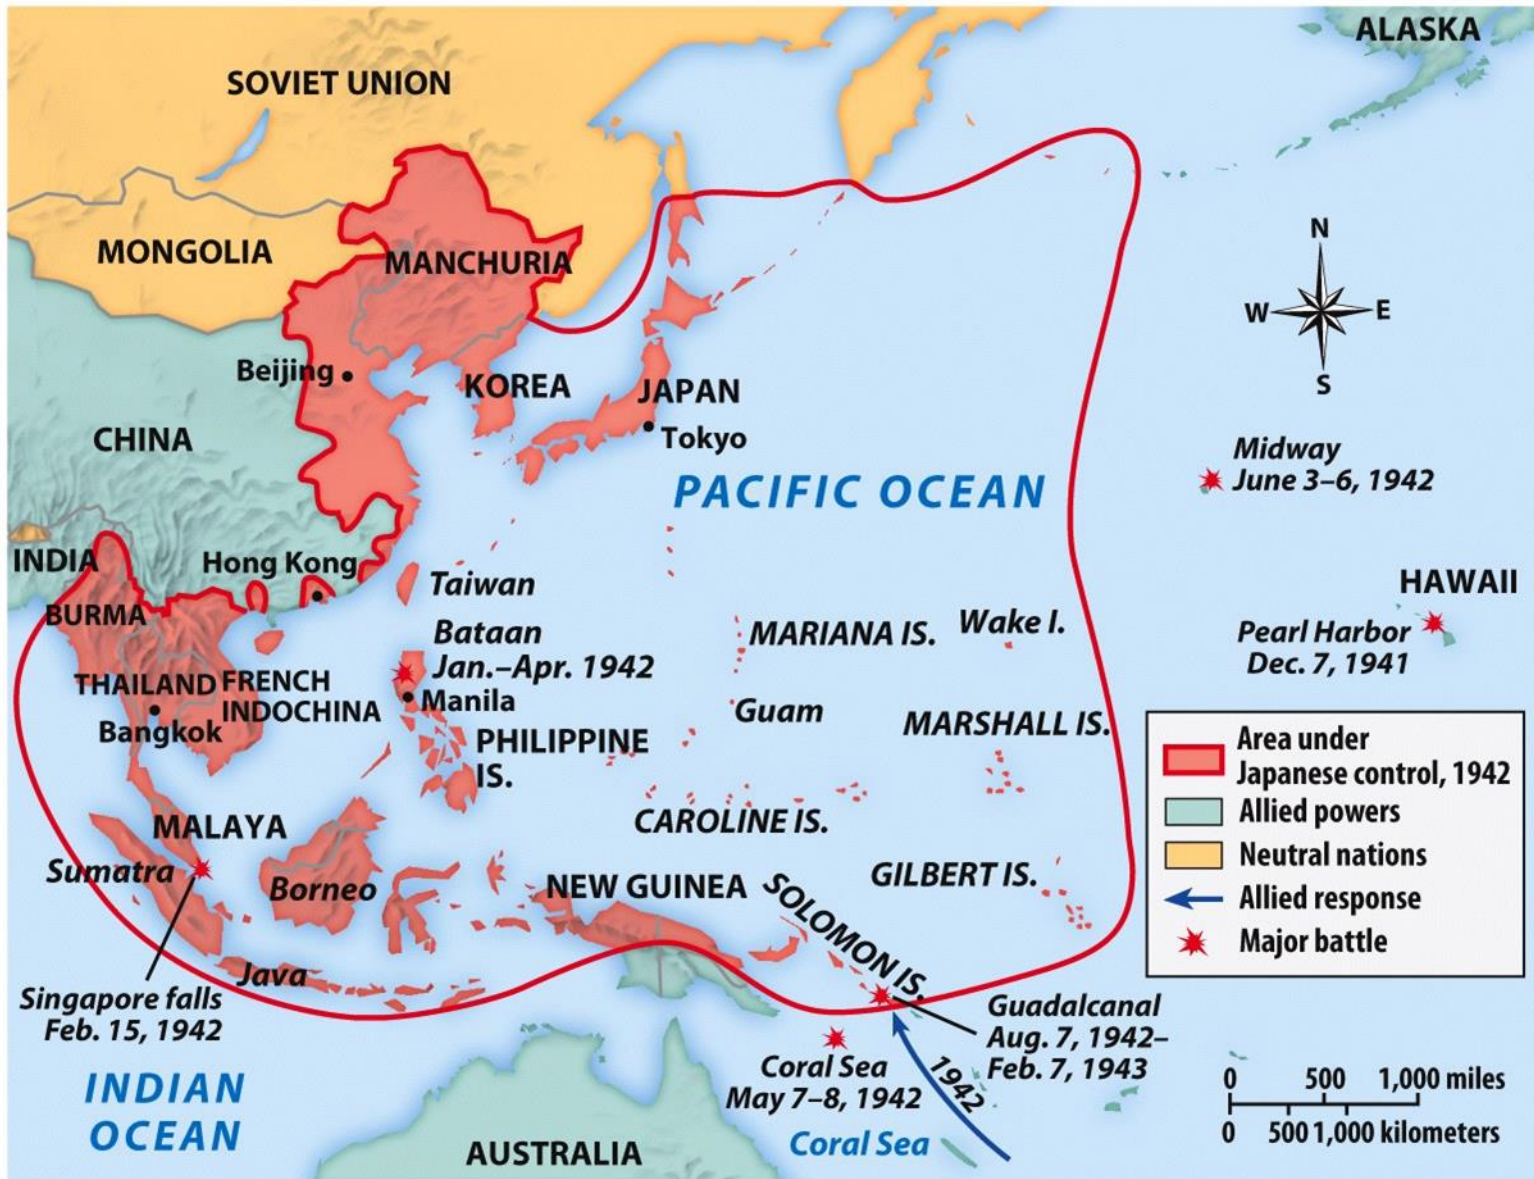 ALASKA
SOVIET UNION
N
MONGOLIA
MANCHURIA
W
E
S
Beijing
KOREA
JAPAN
CHINA
Tokyo
Midway
June 3–6, 1942
PACIFIC OCEAN
INDIA
Hong Kong
Taiwan
HAWAII
BURMA
Bataan
Jan.–Apr. 1942
MARIANA IS.
Wake I.
Pearl Harbor
Dec. 7, 1941
THAILAND
FRENCH
INDOCHINA
Manila
Bangkok
Guam
MARSHALL IS.
PHILIPPINE
IS.
Area under
Japanese control, 1942
Allied powers
Neutral nations
Allied response
Major battle
MALAYA
CAROLINE IS.
Sumatra
Borneo
NEW GUINEA
SOLOMON IS.
GILBERT IS.
Java
Singapore falls
Feb. 15, 1942
Guadalcanal
Aug. 7, 1942–
Feb. 7, 1943
Coral Sea
May 7–8, 1942
1942
INDIAN
OCEAN
AUSTRALIA
Coral Sea
0 500 1,000 miles
0 500 1,000 kilometers